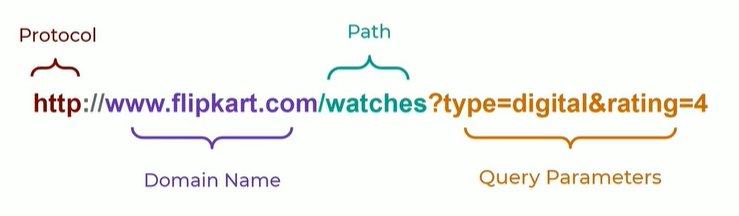 Protocol
Path
http://www.flipkart.com/watches?type=digital&rating=4
Domain Name
Query Parameters